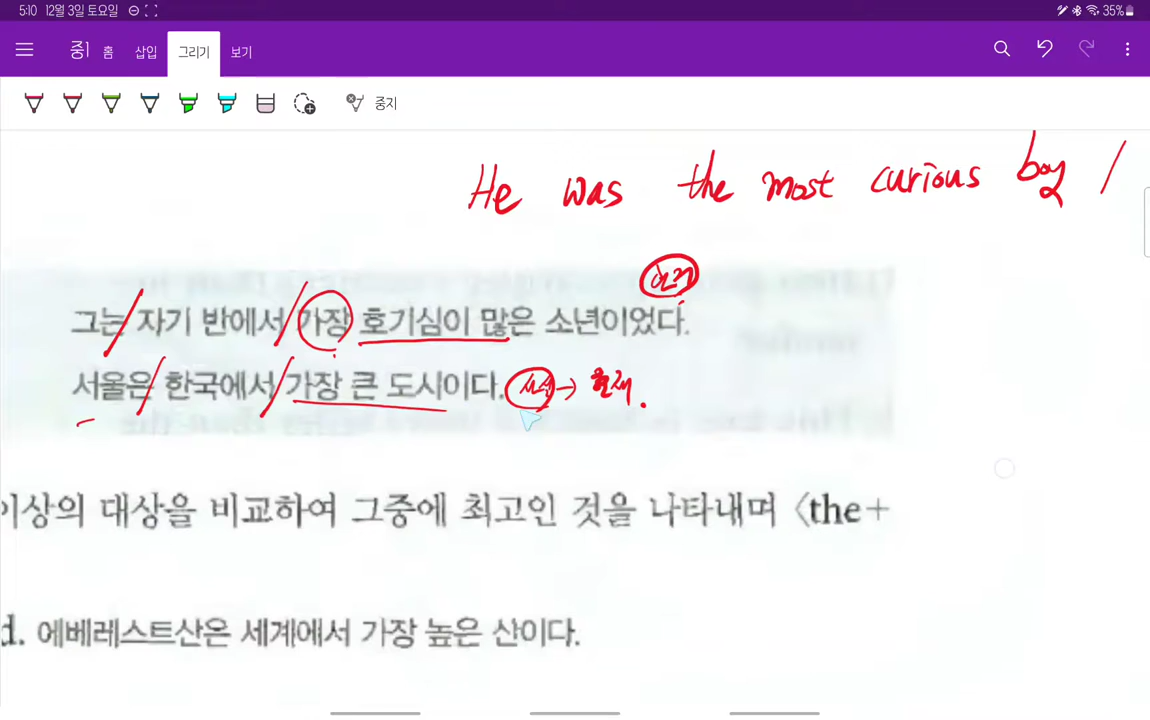 5:10 12월 3일 토요일 35%
중1 홈 삽입 그리기 보기
중지
He was the most curious boy /
그는 자기 반에서 가장 호기심이 많은 소년이었다.
서울은 한국에서 가장 큰 도시이다. → 현재.
이상의 대상을 비교하여 그중에 최고인 것을 나타내며 〈the+
d. 에베레스트산은 세계에서 가장 높은 산이다.